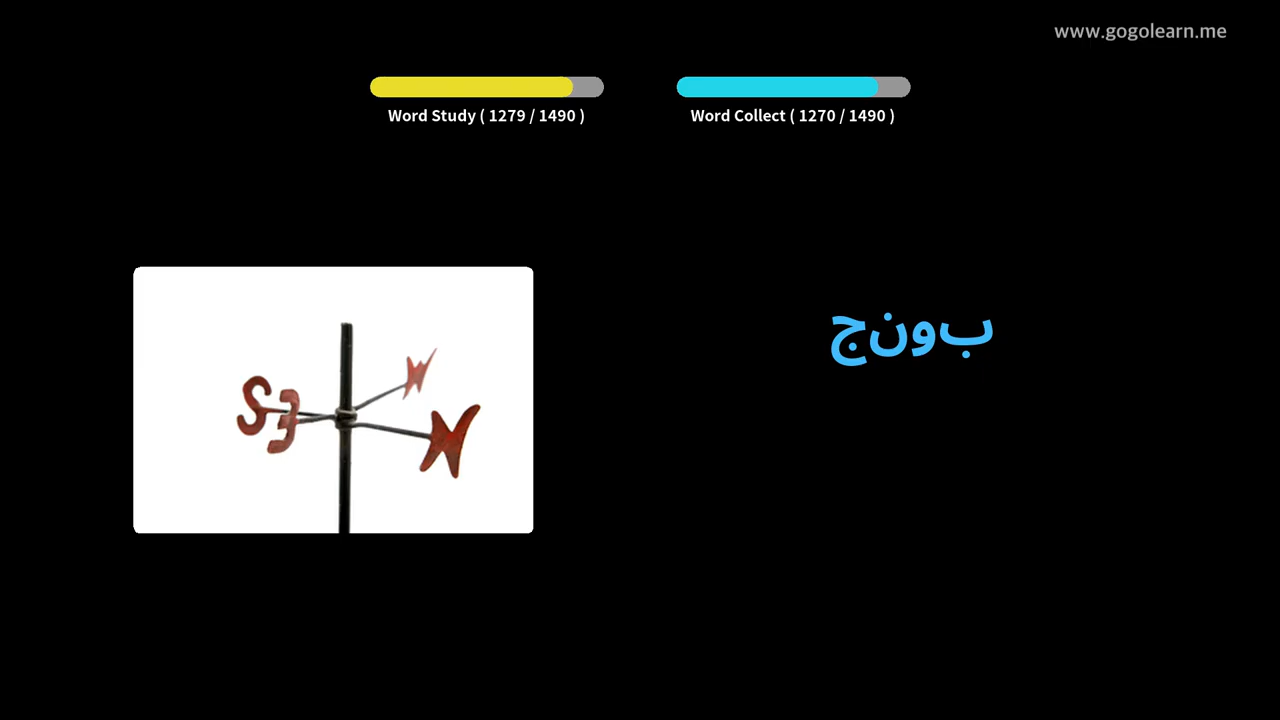 www.gogolearn.me
Word Study ( 1279 / 1490 )
Word Collect ( 1270 / 1490 )
جنوب
S
E